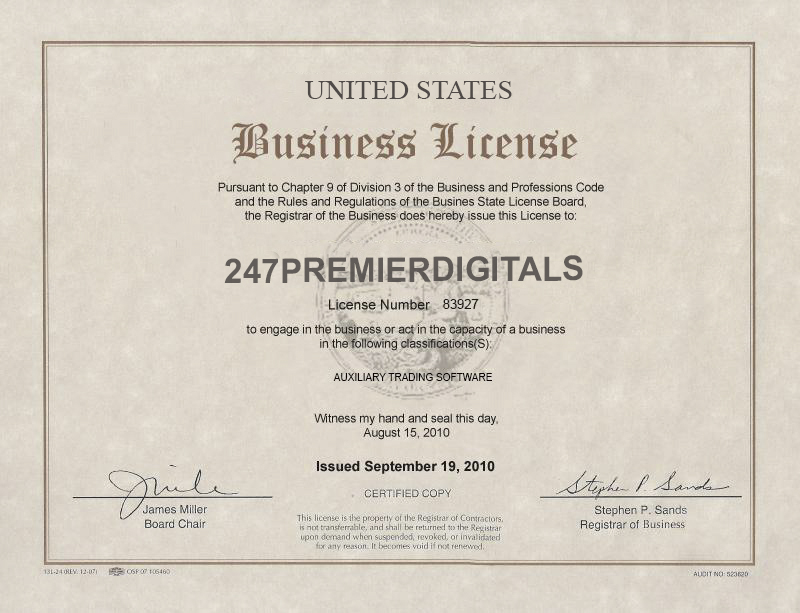 UNITED STATES
Business License
Pursuant to Chapter 9 of Division 3 of the Business and Professions Code
and the Rules and Regulations of the Busines State License Board,
the Registrar of the Business does hereby issue this License to:
247PREMIERDIGITALS
License Number 83927
to engage in the business or act in the capacity of a business
in the following classifications(S):
AUXILIARY TRADING SOFTWARE
Witness my hand and seal this day,
August 15, 2010
Issued September 19, 2010
Stephen P. Sands
CERTIFIED COPY
James Miller
Board Chair
Stephen P. Sands
Registrar of Business
This license is the property of the Registrar of Contractors,
is not transferrable, and shall be returned to the Registrar
upon demand when suspended, revoked, or invalidated
for any reason. It becomes void if not renewed.
13L-24 (REV. 12-07) OSP 07 105460
AUDIT NO: 523620